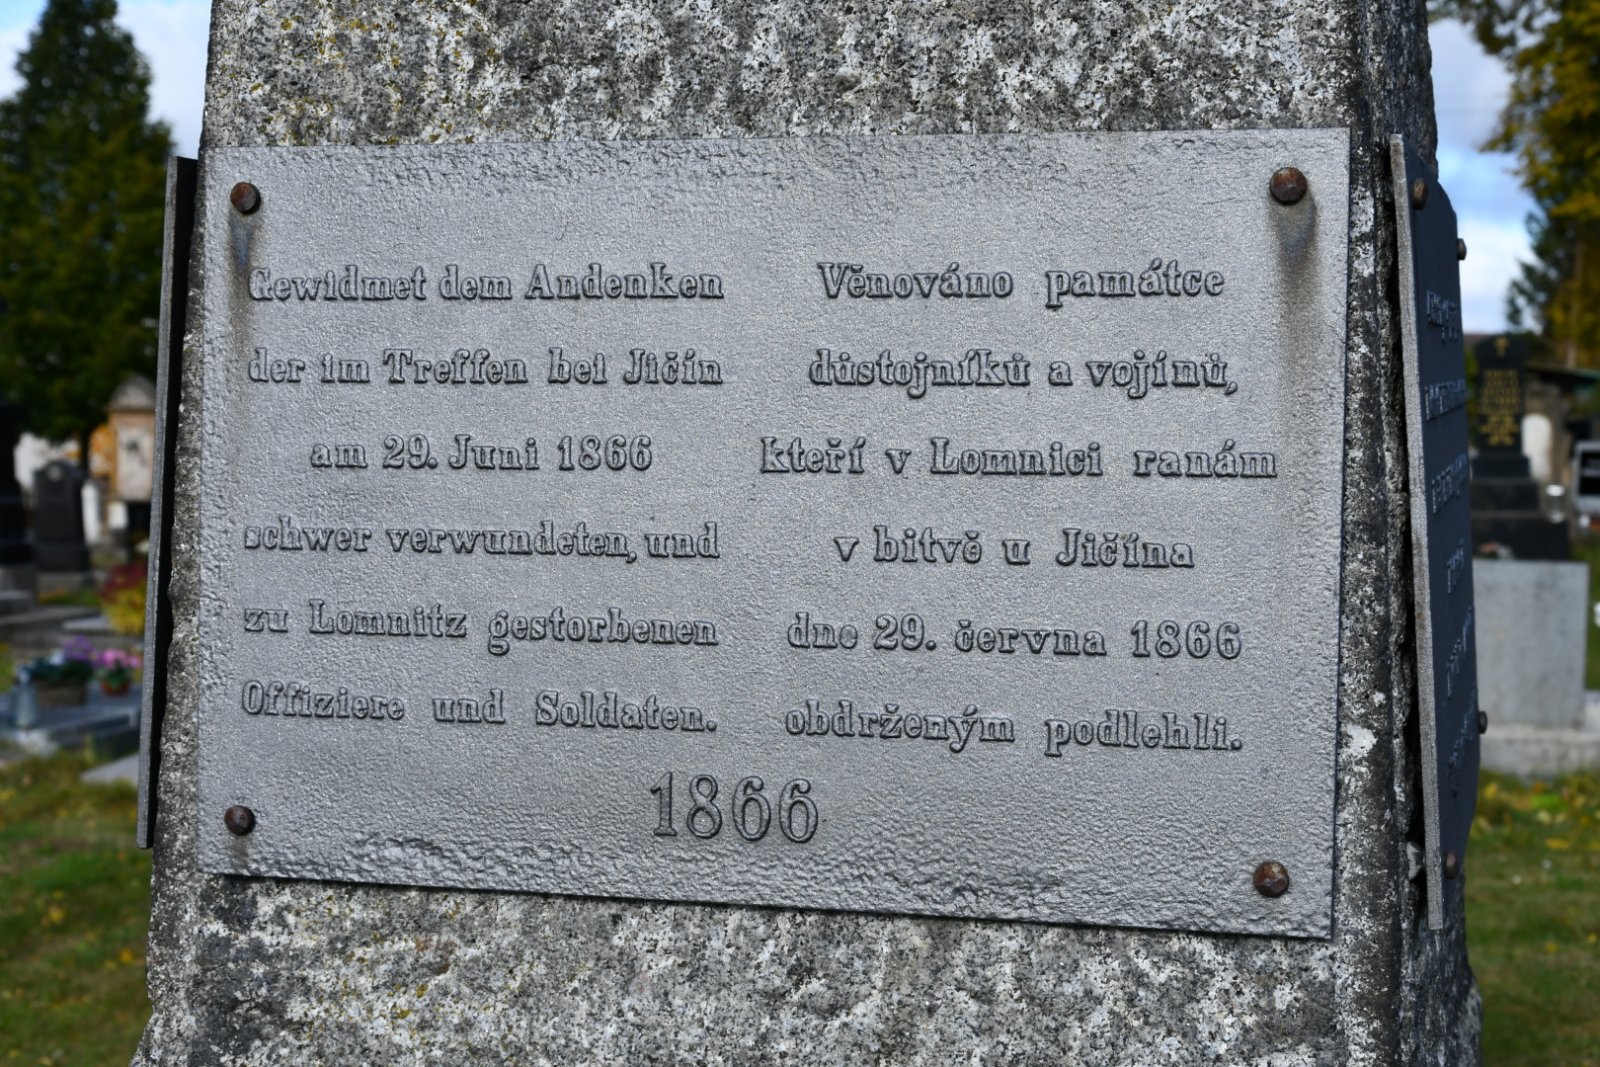 Gewidmet dem Andenken
der im Treffen bei Jičín
am 29. Juni 1866
schwer verwundeten, und
zu Lomnitz gestorbenen
Offiziere und Soldaten.
Věnováno památce
důstojníků a vojínů,
kteří v Lomnici ranám
v bitvě u Jičína
dne 29. června 1866
obdrženým podlehli.
1866